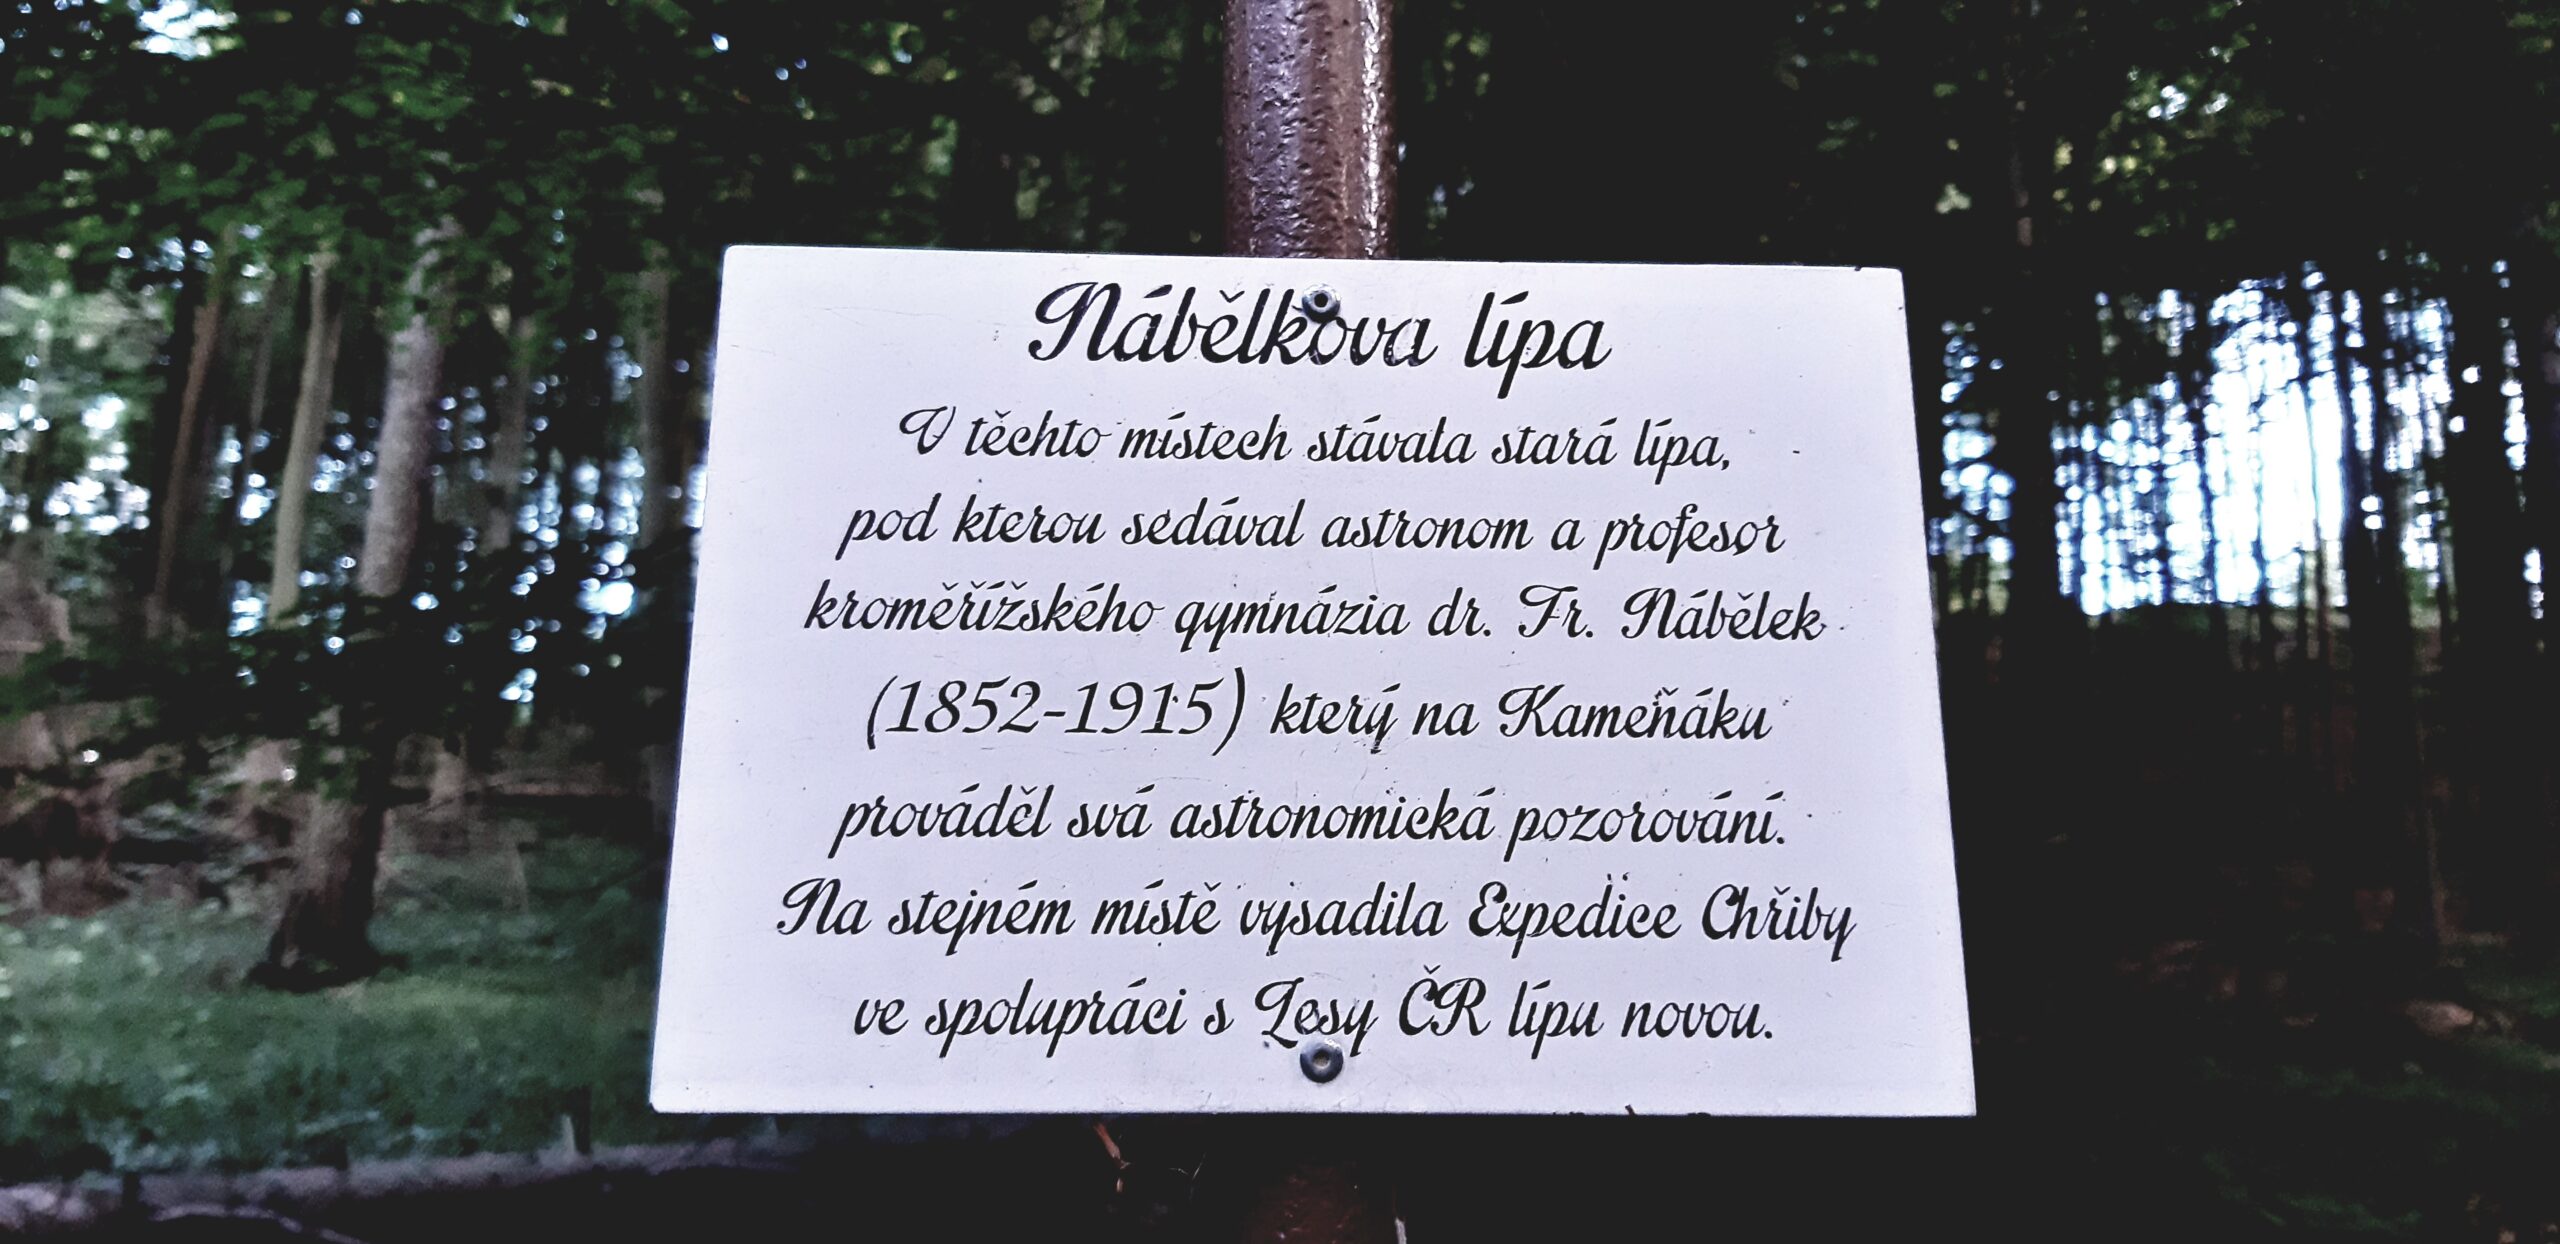 Nábělkova lípa
V těchto místech stávala stará lípa,
pod kterou sedával astronom a profesor
kroměřížského gymnázia dr. Fr. Nábělek
(1852-1915) který na Kameňáku
prováděl svá astronomická pozorování.
Na stejném místě vysadila Expedice Chřiby
ve spolupráci s Lesy ČR lípu novou.